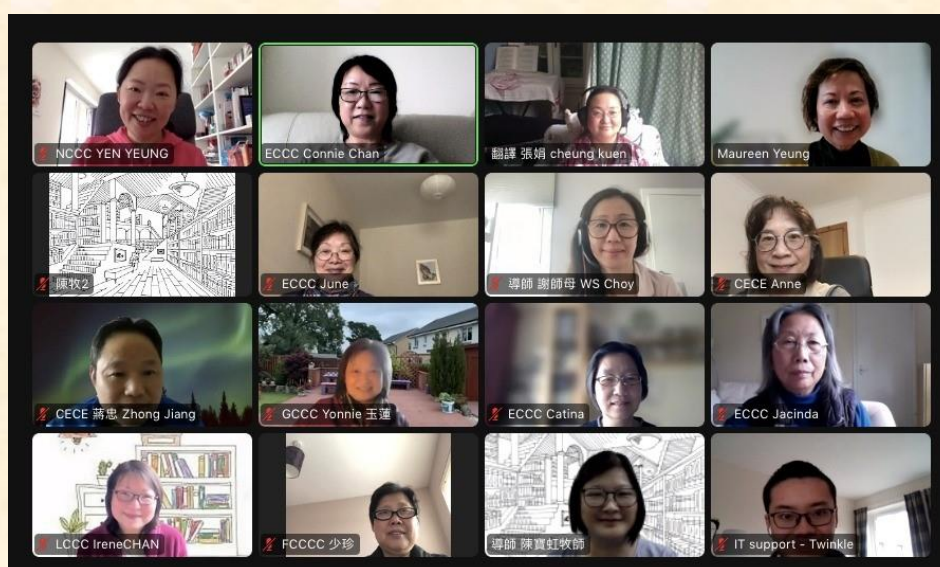 NCCC YEN YEUNG
ECCC Connie Chan
翻譯 張娟 cheung kuen
Maureen Yeung
陳牧2
ECCC June
導師 謝師母 WS Choy
CECE Anne
CECE 蔣忠 Zhong Jiang
GCCC Yonnie 玉蓮
ECCC Catina
ECCC Jacinda
LCCC IreneCHAN
FCCCC 少珍
導師 陳寶虹牧師
IT support - Twinkle